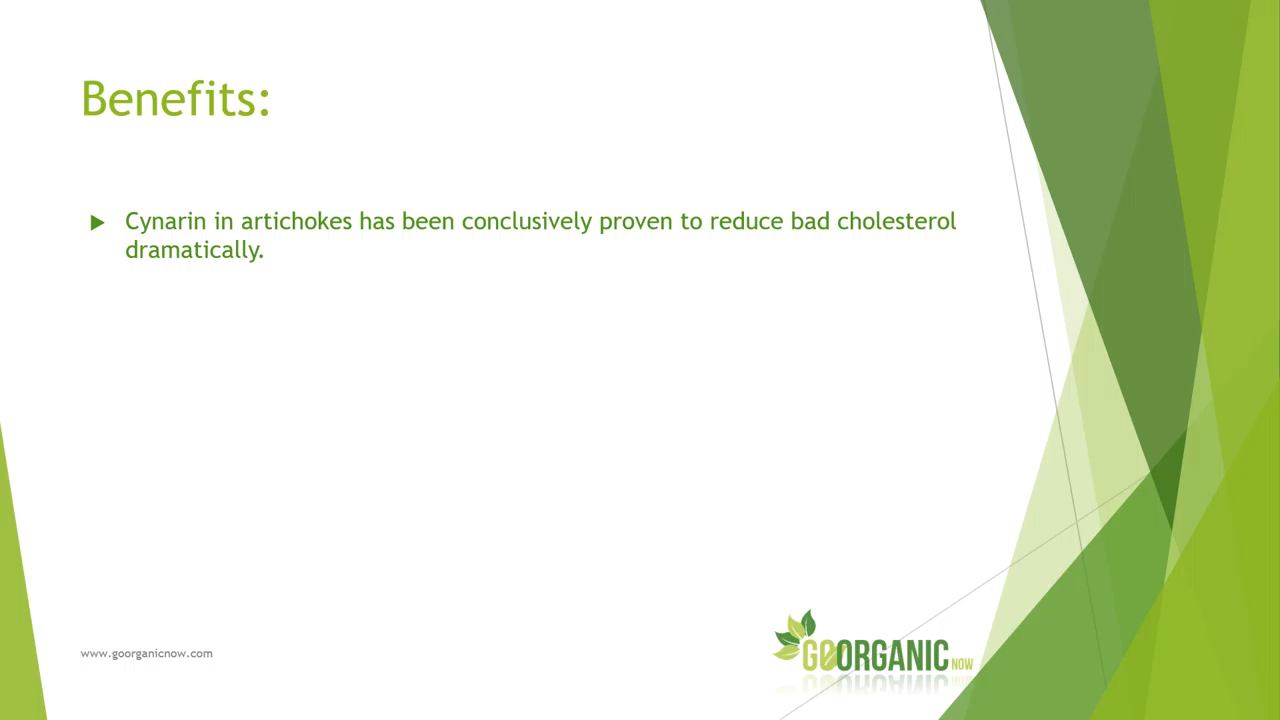 Benefits:
Cynarin in artichokes has been conclusively proven to reduce bad cholesterol
dramatically.
www.goorganicnow.com
GOORGANIC NOW